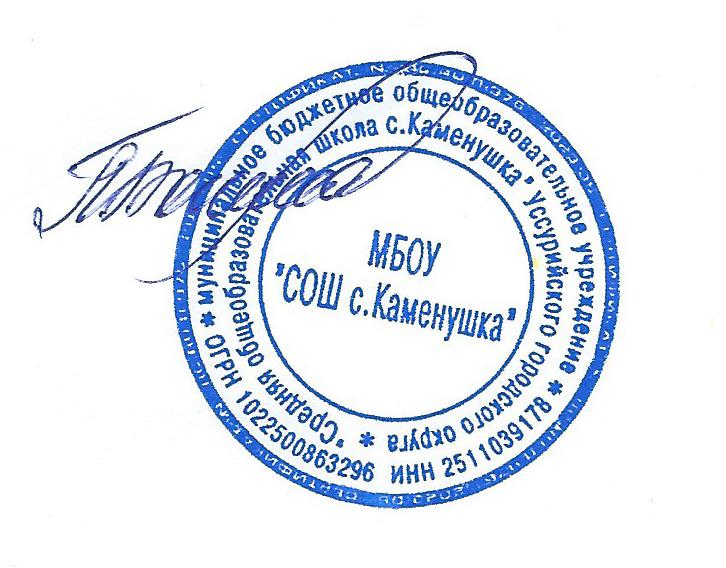 * муниципальное бюджетное общеобразовательное учреждение *
ОГРН 1022500863296 ИНН 2511039178
"Средняя общеобразовательная школа с.Каменушка" Уссурийского городского округа *
МБОУ
"СОШ с.Каменушка"